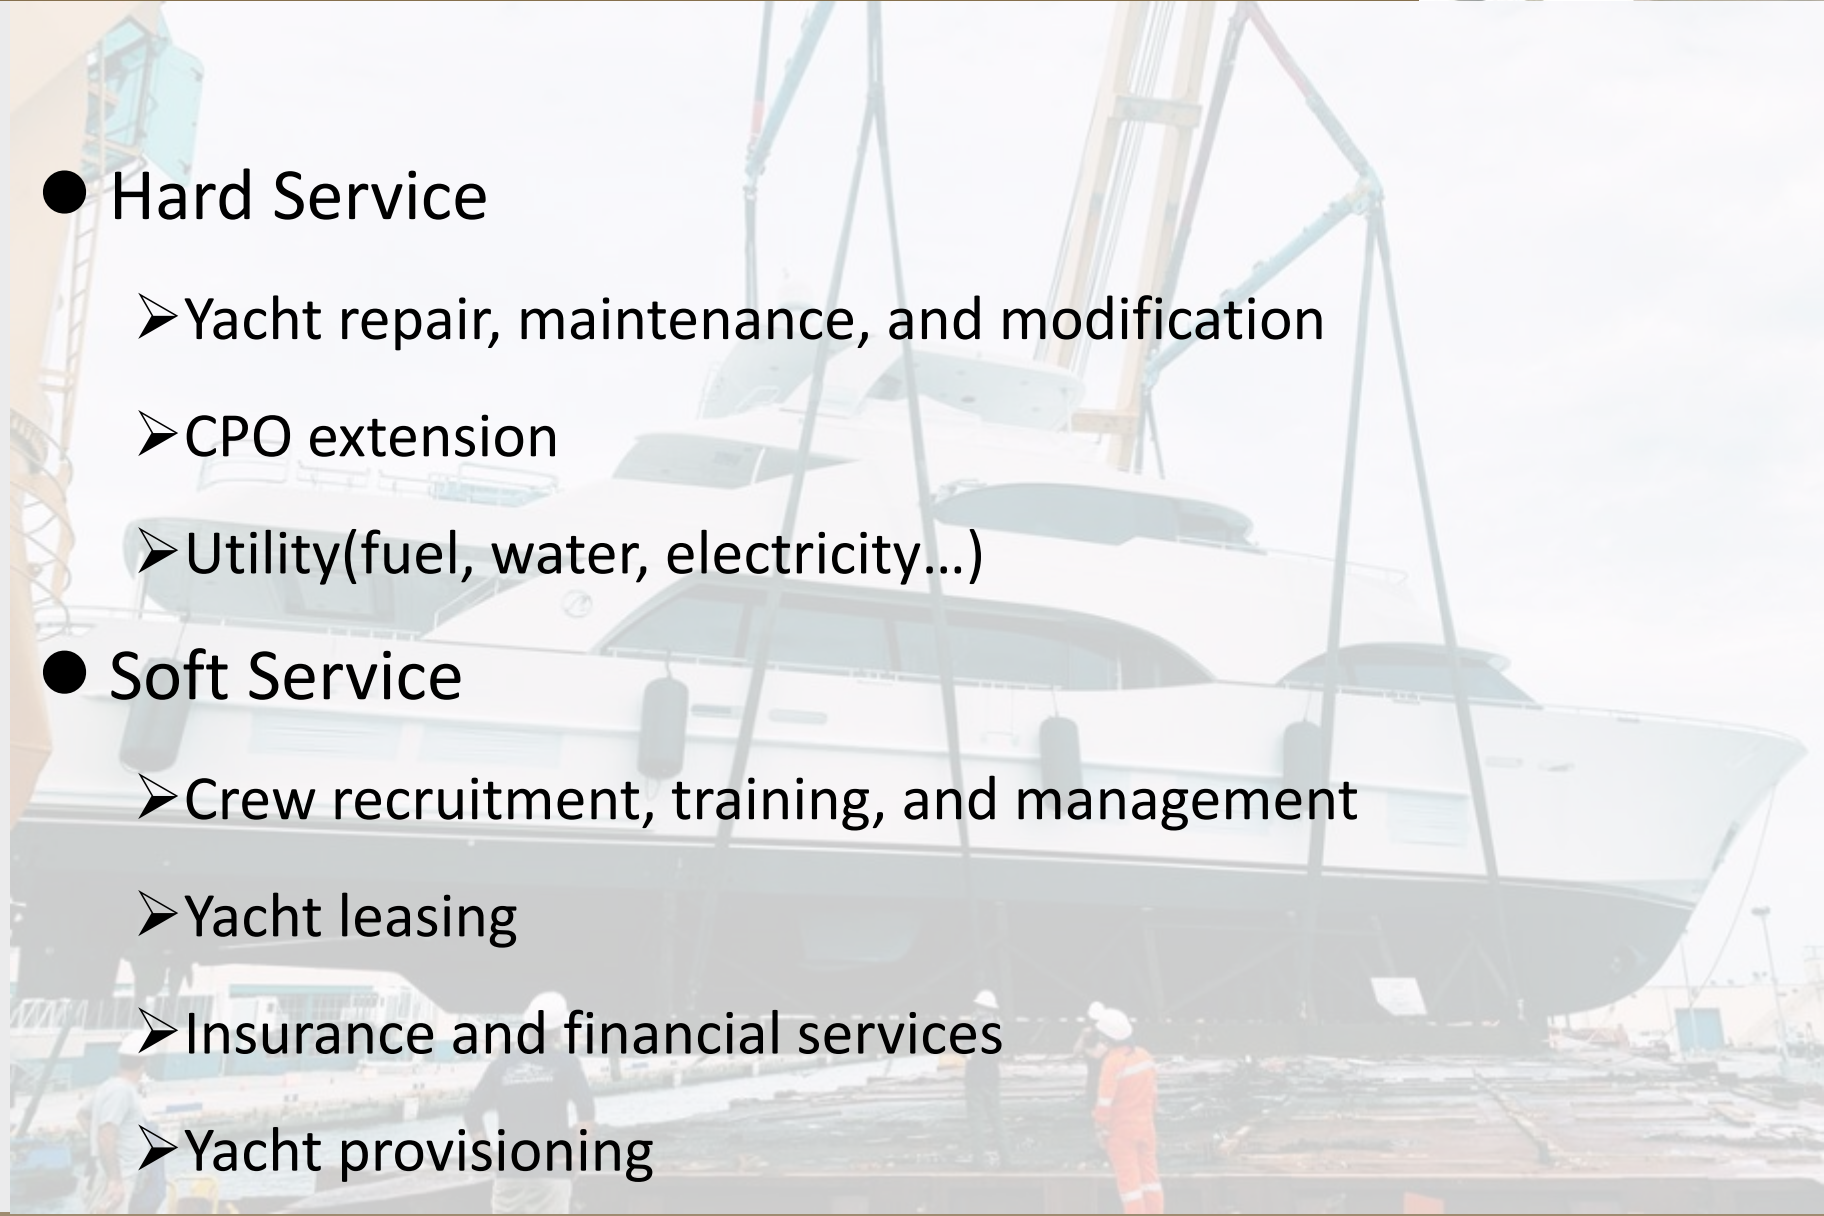 ● Hard Service
➢Yacht repair, maintenance, and modification
➢CPO extension
➢Utility(fuel, water, electricity…)
● Soft Service
➢Crew recruitment, training, and management
➢Yacht leasing
➢Insurance and financial services
➢Yacht provisioning